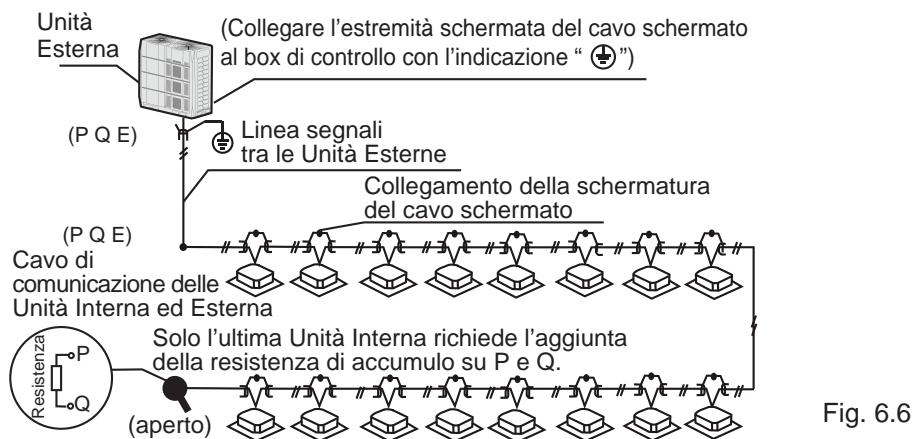 Unità
Esterna
(Collegare l'estremità schermata del cavo schermato
al box di controllo con l'indicazione “ ”)
(P Q E)
Linea segnali
tra le Unità Esterne
Collegamento della schermatura
del cavo schermato
(P Q E)
Cavo di
comunicazione delle
Unità Interna ed Esterna
Solo l'ultima Unità Interna richiede l'aggiunta
della resistenza di accumulo su P e Q.
Resistenza
P
Q
(aperto)
Fig. 6.6